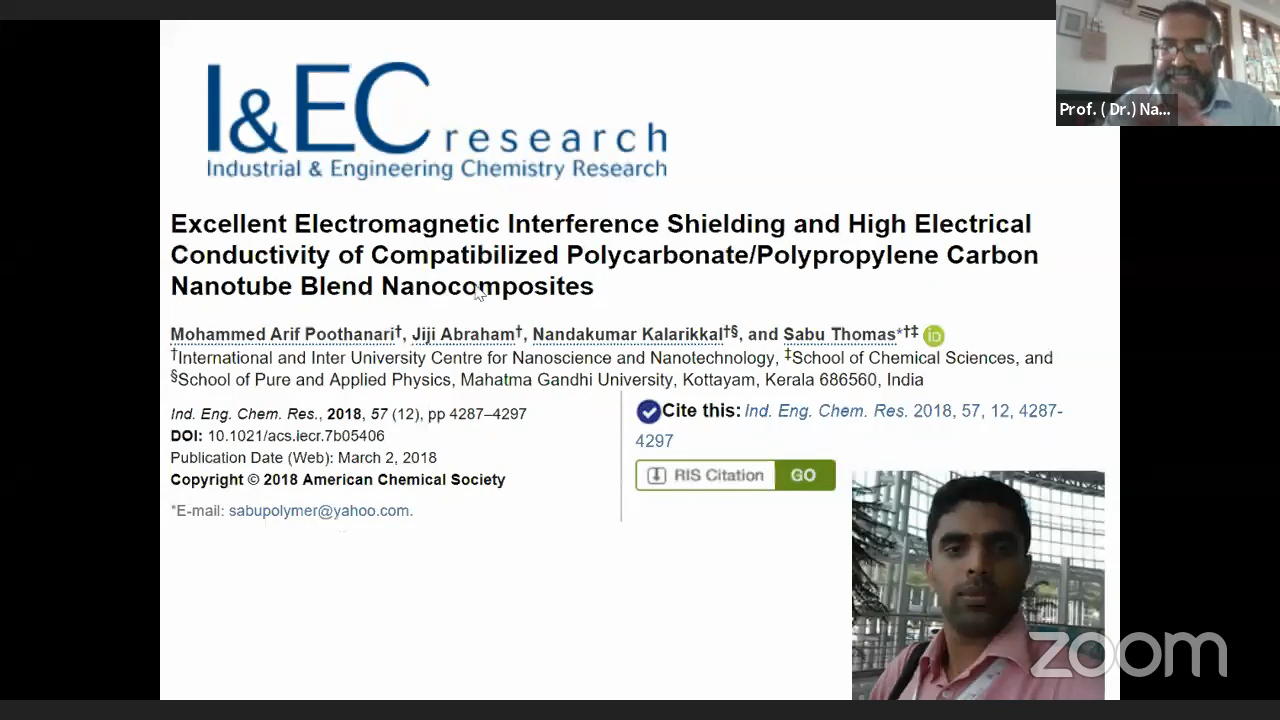 Prof. ( Dr.) Na...
I&EC research
Industrial & Engineering Chemistry Research
Excellent Electromagnetic Interference Shielding and High Electrical
Conductivity of Compatibilized Polycarbonate/Polypropylene Carbon
Nanotube Blend Nanocomposites
Mohammed Arif Poothanari†, Jiji Abraham†, Nandakumar Kalarikkal†§, and Sabu Thomas*†‡ iD
†International and Inter University Centre for Nanoscience and Nanotechnology, ‡School of Chemical Sciences, and
§School of Pure and Applied Physics, Mahatma Gandhi University, Kottayam, Kerala 686560, India
Ind. Eng. Chem. Res., 2018, 57 (12), pp 4287–4297
DOI: 10.1021/acs.iecr.7b05406
Publication Date (Web): March 2, 2018
Copyright © 2018 American Chemical Society
*E-mail: sabupolymer@yahoo.com.
Cite this: Ind. Eng. Chem. Res. 2018, 57, 12, 4287-
4297
RIS Citation GO
zoom